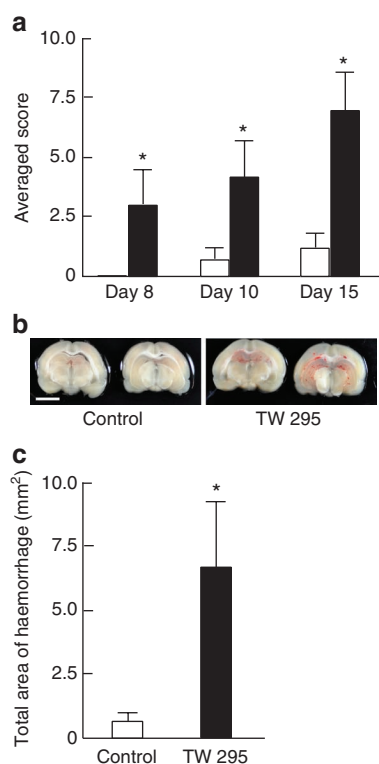 a
Averaged score
10.0
7.5
5.0
2.5
0
*
*
*
Day 8 Day 10 Day 15
b
Control TW 295
c
Total area of haemorrhage (mm²)
10.0
7.5
5.0
2.5
0
*
Control TW 295